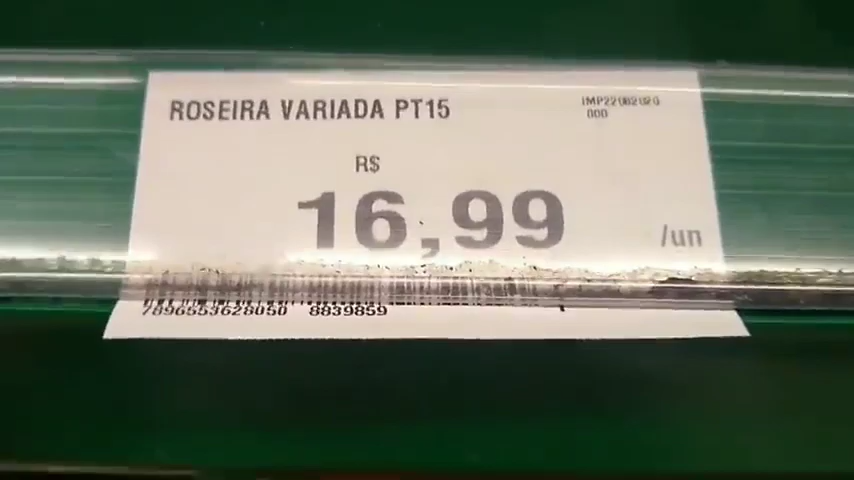 ROSEIRA VARIADA PT15
IMP22082020
000
R$
16,99
/un
7896553628050 8839859